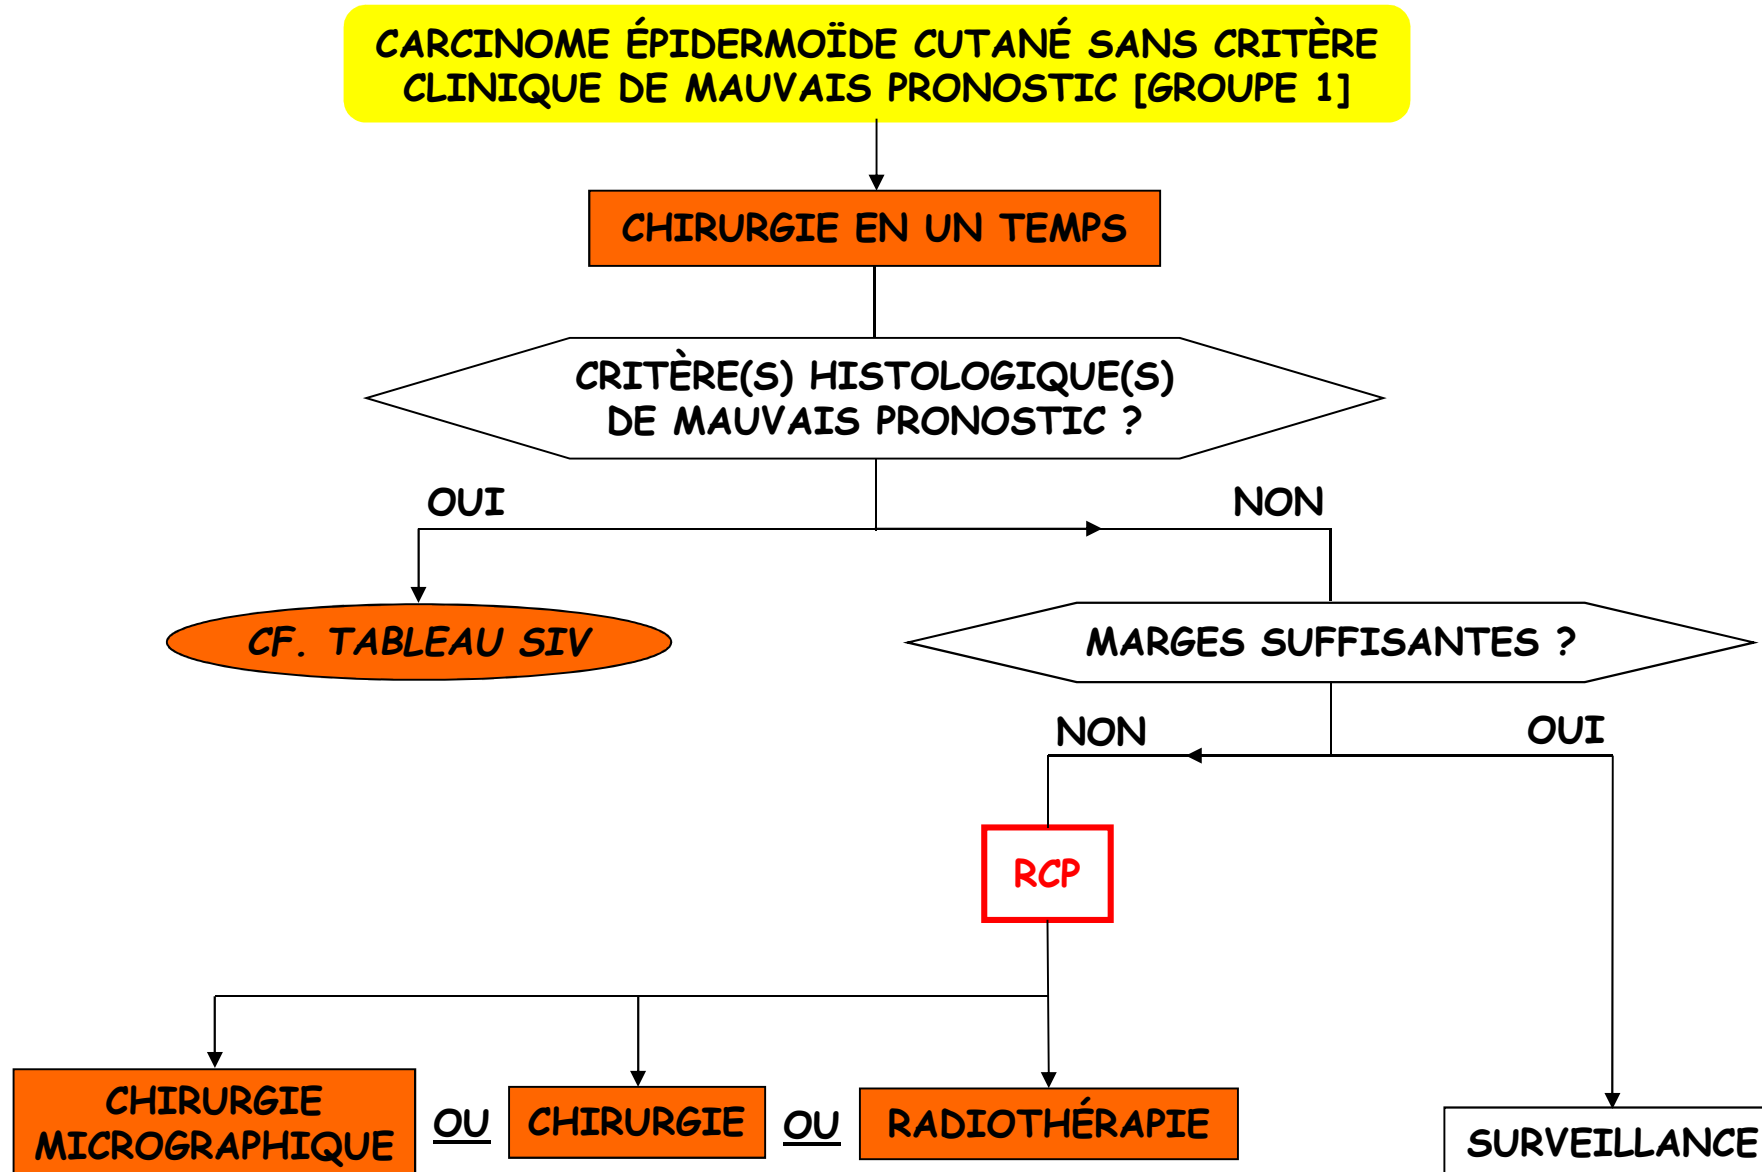 CARCINOME ÉPIDERMOÏDE CUTANÉ SANS CRITÈRE
CLINIQUE DE MAUVAIS PRONOSTIC [GROUPE 1]
CHIRURGIE EN UN TEMPS
CRITÈRE(S) HISTOLOGIQUE(S)
DE MAUVAIS PRONOSTIC ?
OUI
NON
CF. TABLEAU SIV
MARGES SUFFISANTES ?
NON
OUI
RCP
CHIRURGIE
MICROGRAPHIQUE
OU
CHIRURGIE
OU
RADIOTHÉRAPIE
SURVEILLANCE